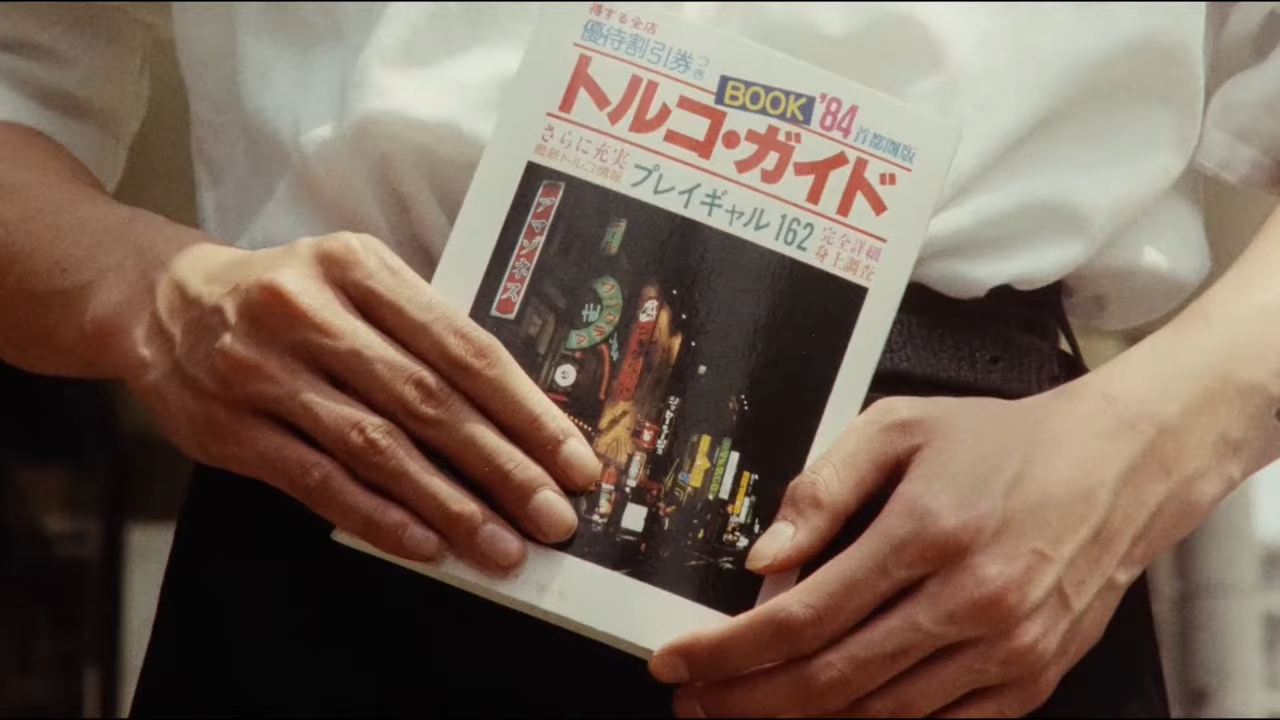 得する全店
優待割引券つき
BOOK '84 首都圏版
トルコ・ガイド
さらに充実
最新トルコ情報
プレイギャル162
完全詳細
身上調査
アマゾネス